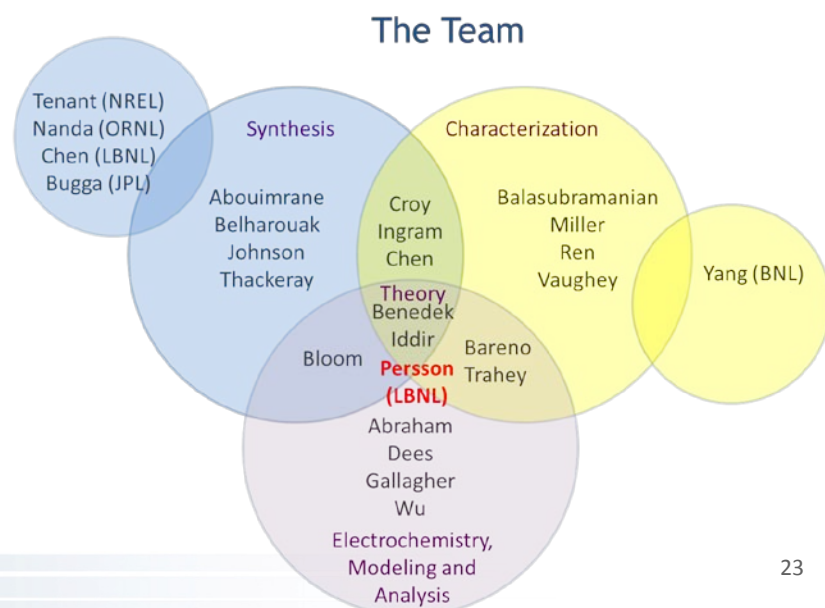 The Team
Tenant (NREL)
Nanda (ORNL)
Chen (LBNL)
Bugga (JPL)
Synthesis
Abouimrane
Belharouak
Johnson
Thackeray
Croy
Ingram
Chen
Characterization
Balasubramanian
Miller
Ren
Vaughey
Yang (BNL)
Theory
Benedek
Iddir
Persson
(LBNL)
Bloom
Bareno
Trahey
Abraham
Dees
Gallagher
Wu
Electrochemistry,
Modeling and
Analysis
23